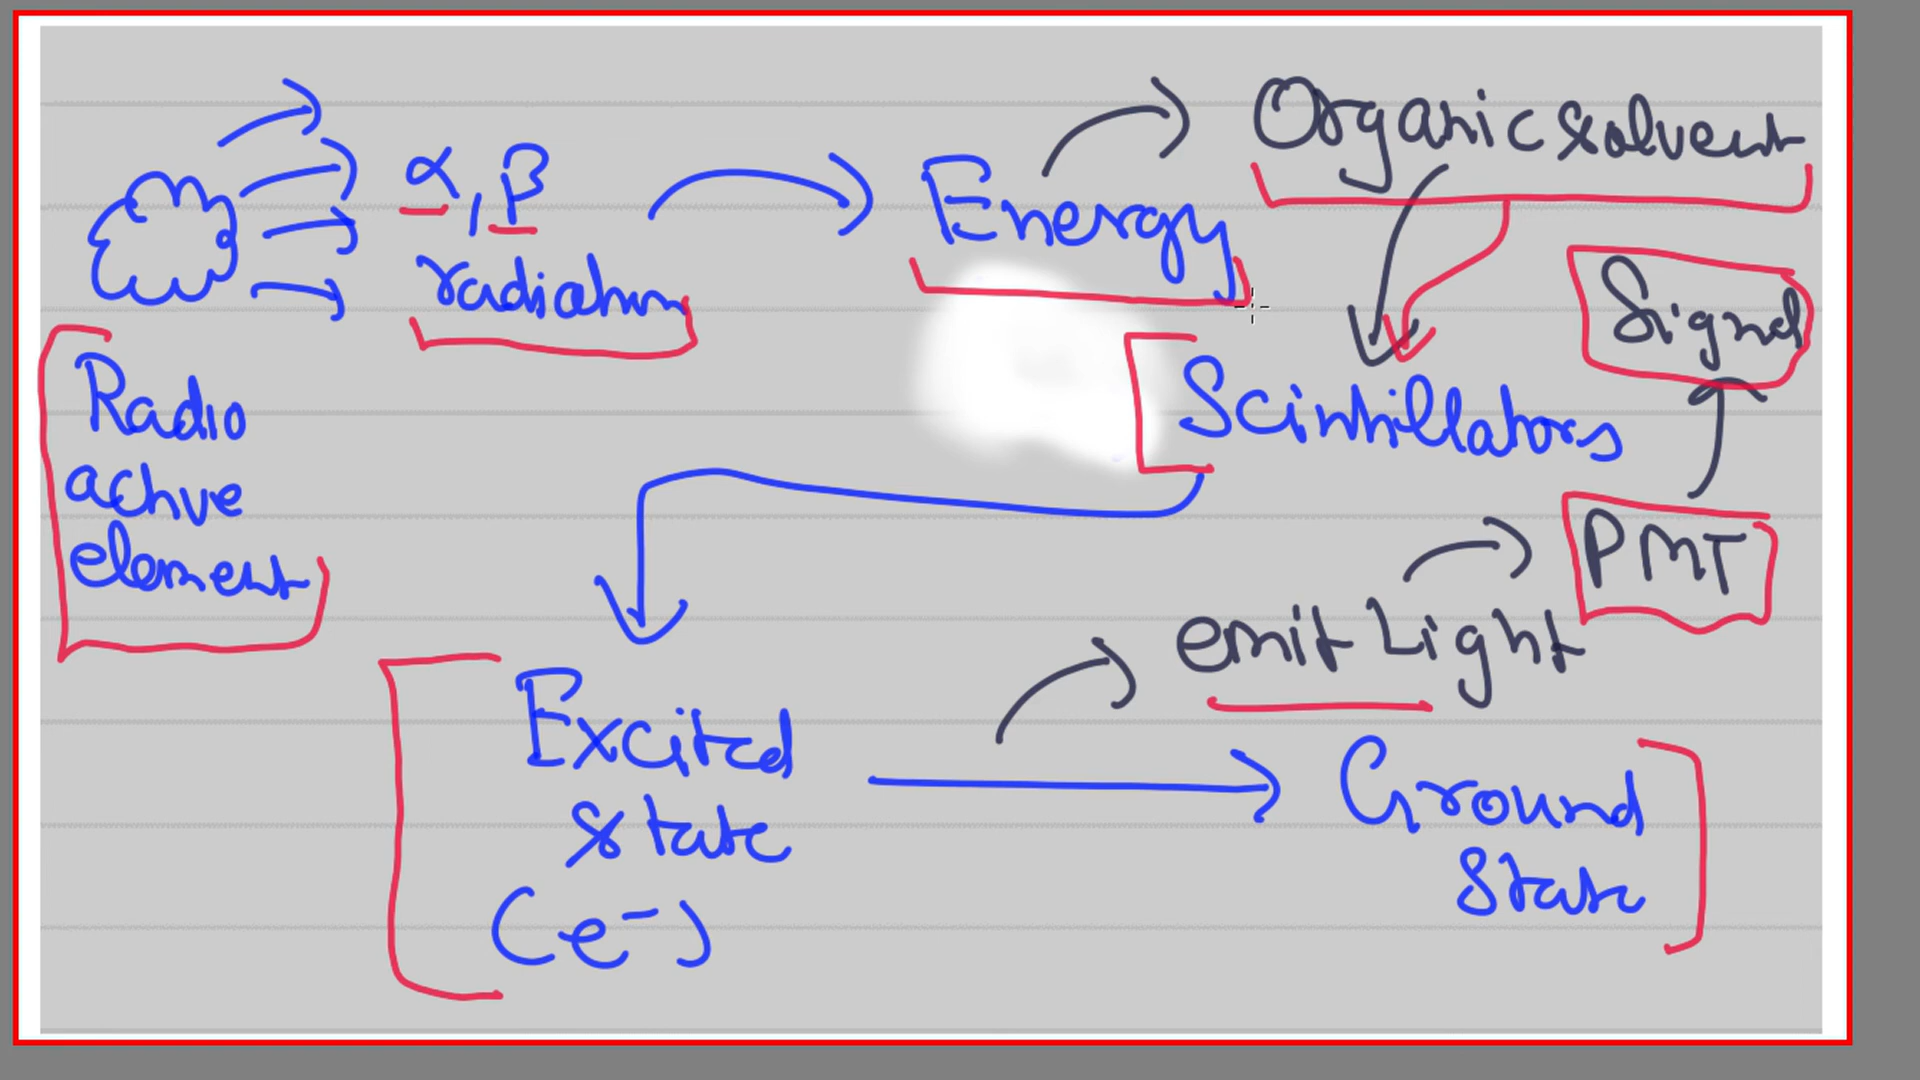 Organic solvent
α, β
Energy
radiation
Signal
Radio
active
element
Scintillators
PMT
emit Light
Excited
state
(e-)
Ground
State